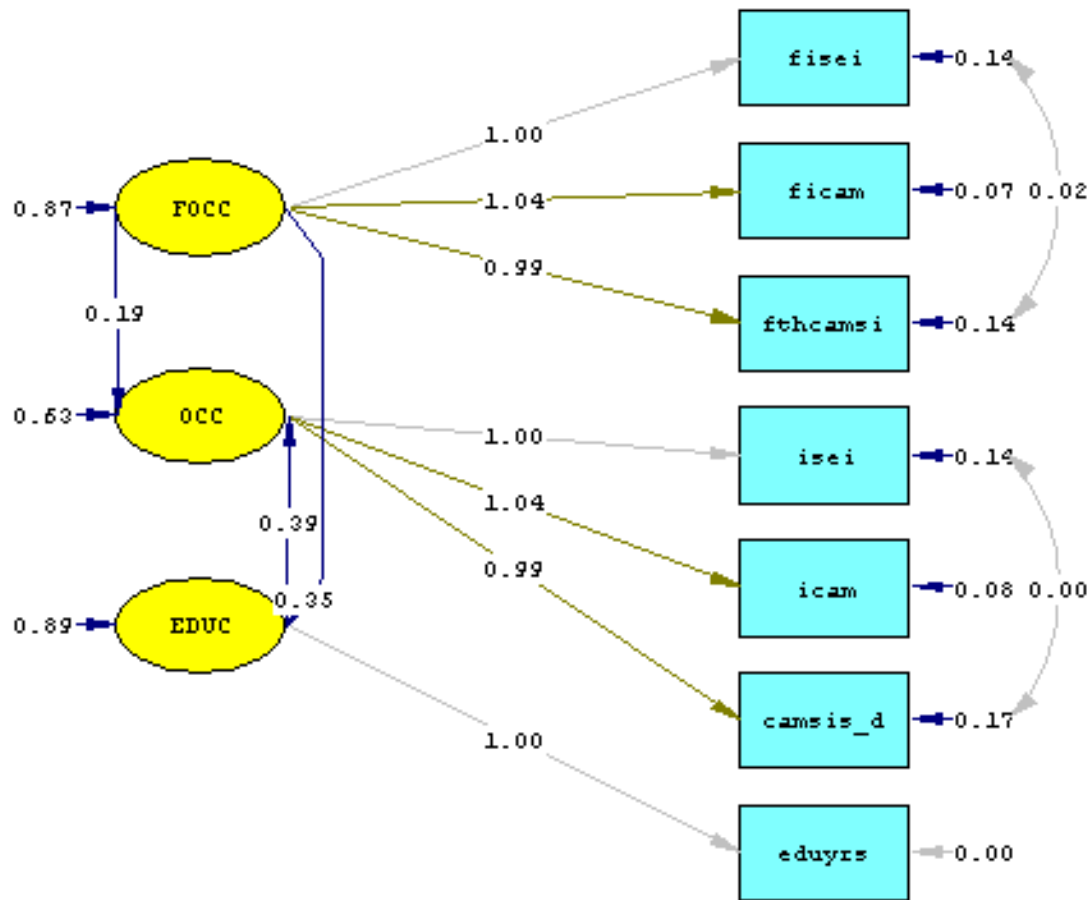 fisei
0.14
1.00
ficam
0.07
0.02
0.87
FOCC
1.04
0.99
fthcamsi
0.14
0.19
0.63
OCC
1.00
isei
0.14
1.04
0.39
0.99
icam
0.08
0.00
0.35
0.89
EDUC
camsis_d
0.17
1.00
eduyrs
0.00